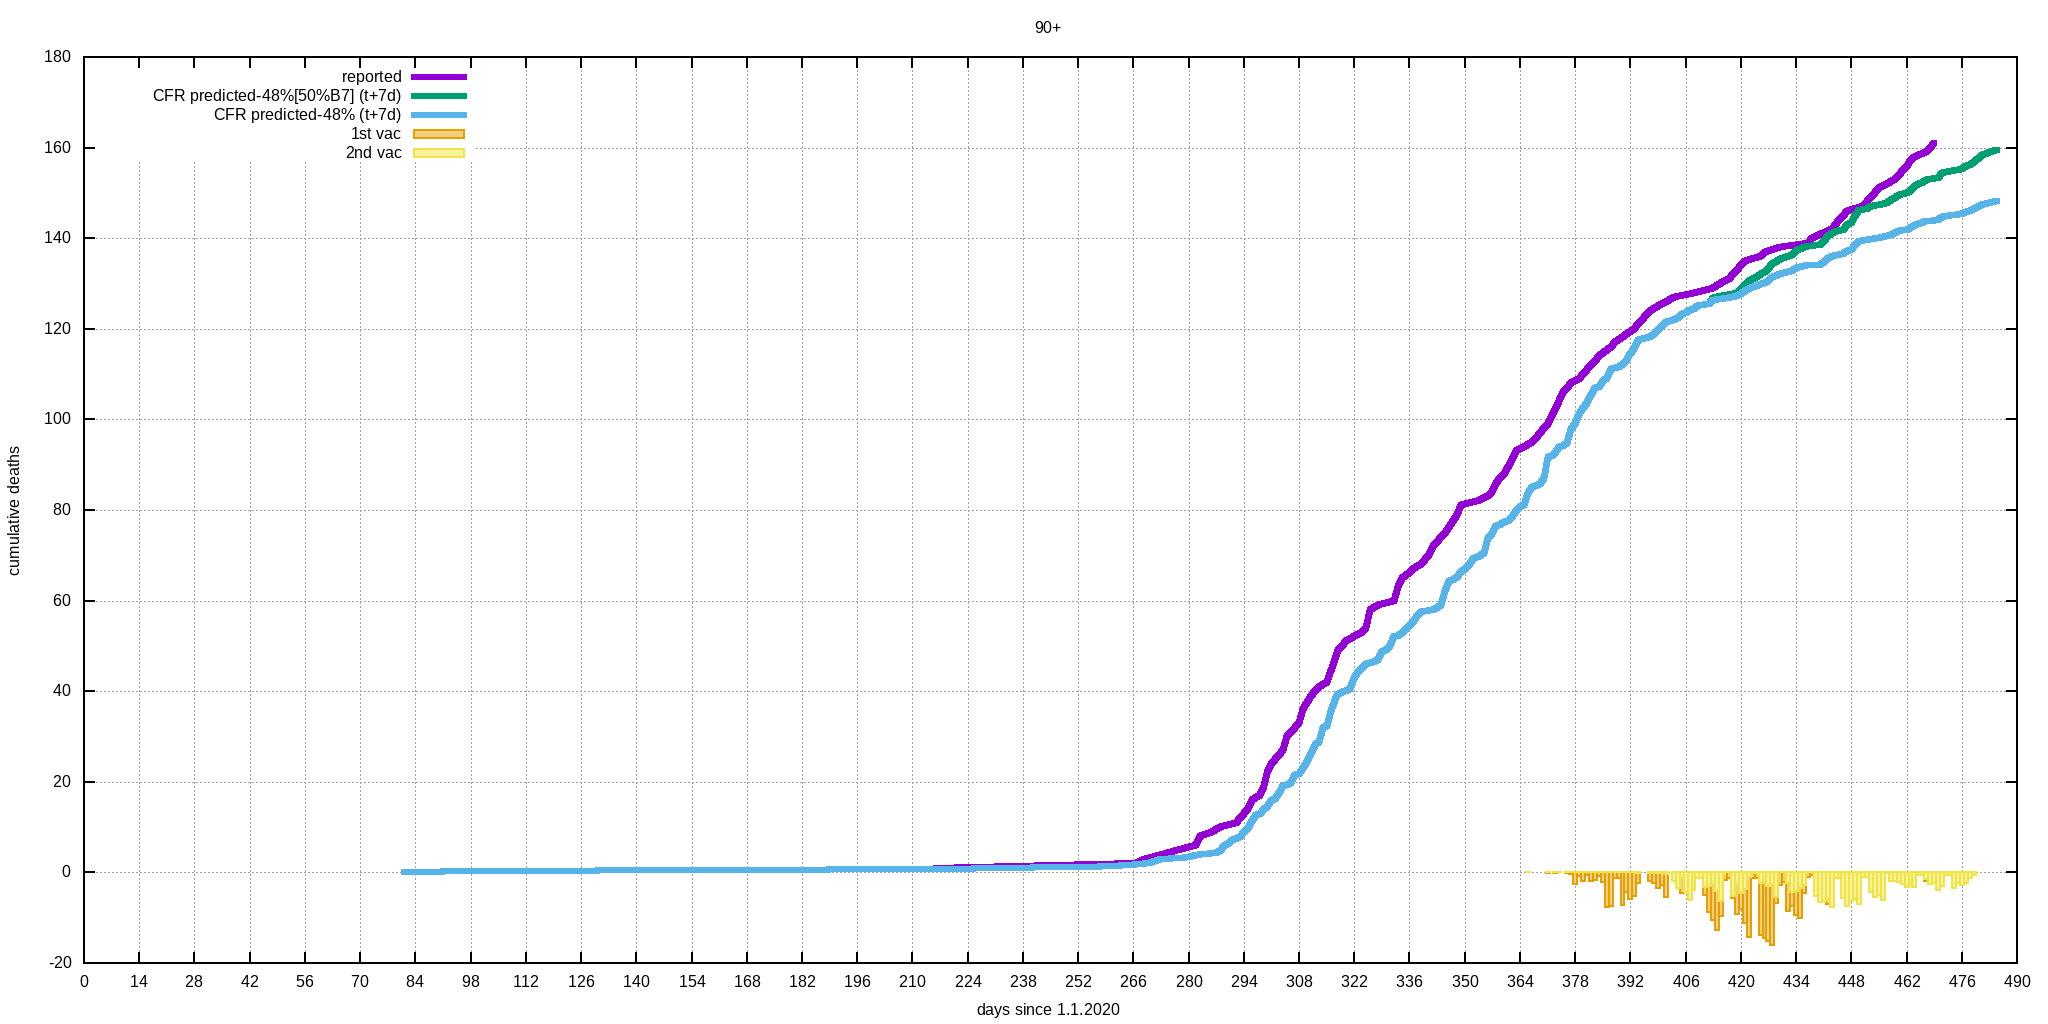 90+
reported
CFR predicted-48%[50%B7] (t+7d)
CFR predicted-48% (t+7d)
1st vac
2nd vac
180
160
140
120
100
80
60
40
20
0
-20
cumulative deaths
0 14 28 42 56 70 84 98 112 126 140 154 168 182 196 210 224 238 252 266 280 294 308 322 336 350 364 378 392 406 420 434 448 462 476 490
days since 1.1.2020